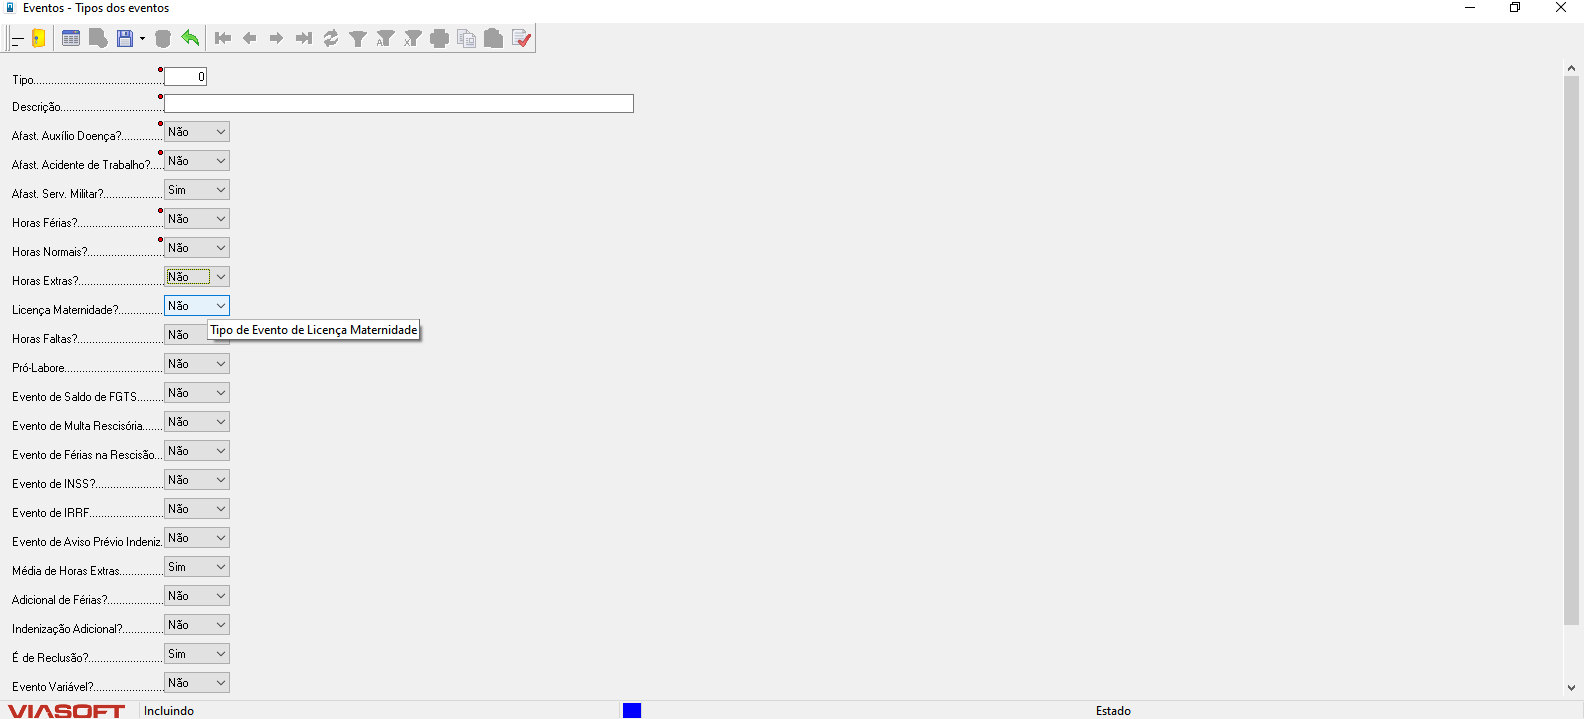 Eventos - Tipos dos eventos
Tipo 0
Descrição
Afast. Auxílio Doença? Não
Afast. Acidente de Trabalho? Não
Afast. Serv. Militar? Sim
Horas Férias? Não
Horas Normais? Não
Horas Extras? Não
Licença Maternidade? Não
Tipo de Evento de Licença Maternidade
Horas Faltas? Não
Pró-Labore Não
Evento de Saldo de FGTS Não
Evento de Multa Rescisória Não
Evento de Férias na Rescisão Não
Evento de INSS? Não
Evento de IRRF Não
Evento de Aviso Prévio Indeniz. Não
Média de Horas Extras Sim
Adicional de Férias? Não
Indenização Adicional? Não
É de Reclusão? Sim
Evento Variável? Não
VIASOFT Incluindo Estado